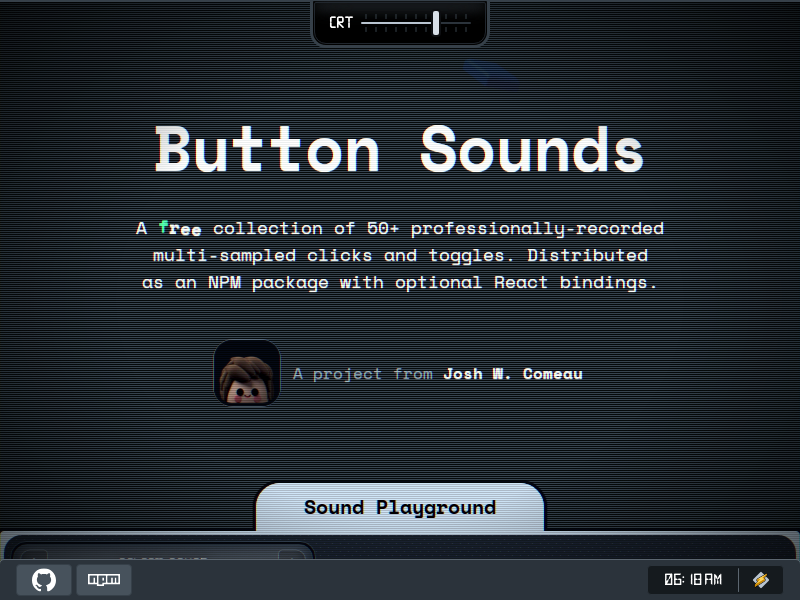 CRT
Button Sounds
A free collection of 50+ professionally-recorded
multi-sampled clicks and toggles. Distributed
as an NPM package with optional React bindings.
A project from Josh W. Comeau
Sound Playground
npm
06:18 AM